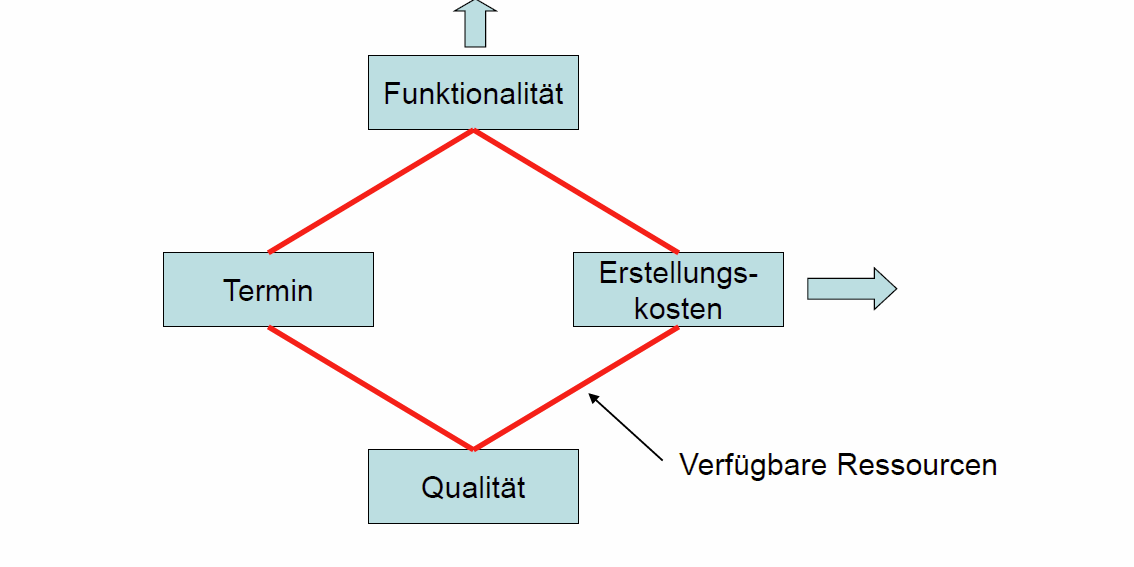 Funktionalität
Termin
Erstellungs-
kosten
Verfügbare Ressourcen
Qualität